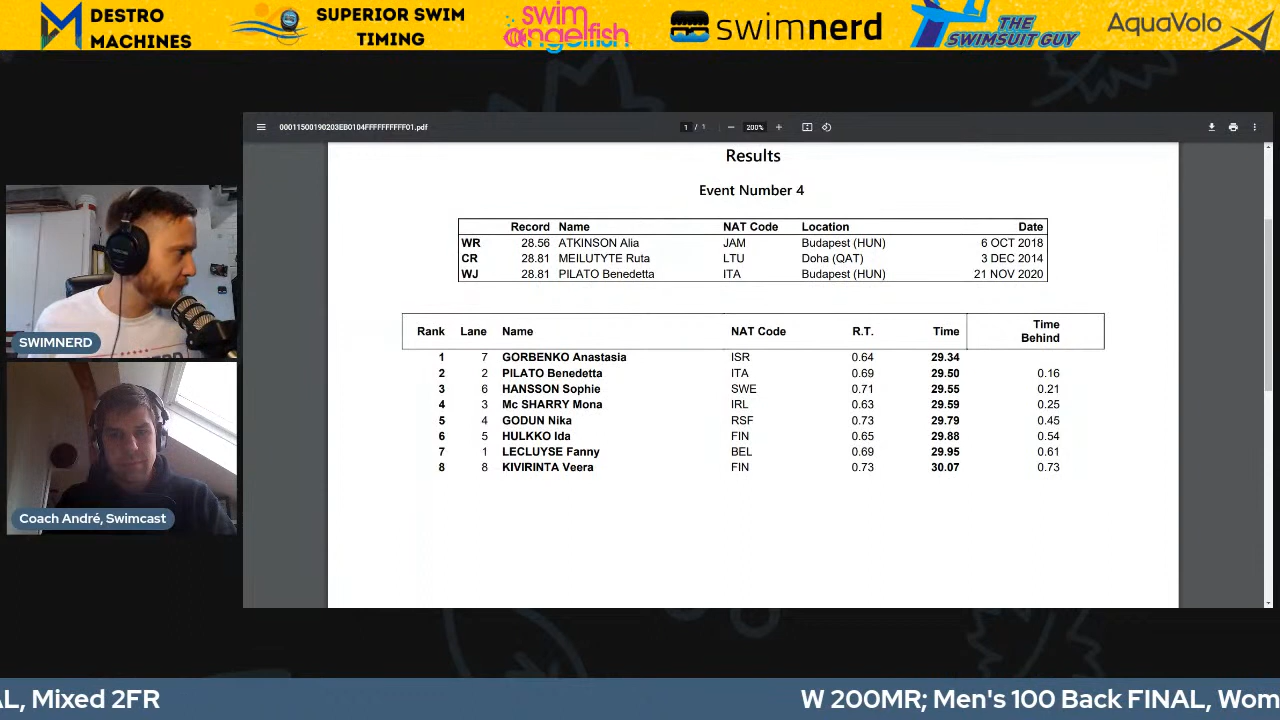 DESTRO
MACHINES
SUPERIOR SWIM
TIMING
swim
angelfish
swimnerd
THE
SWIMSUIT GUY
AquaVolo
00011500190203EB0104FFFFFFFFFF01.pdf
1 / 1
200%
Results
Event Number 4
Record Name NAT Code Location Date
WR 28.56 ATKINSON Alia JAM Budapest (HUN) 6 OCT 2018
CR 28.81 MEILUTYTE Ruta LTU Doha (QAT) 3 DEC 2014
WJ 28.81 PILATO Benedetta ITA Budapest (HUN) 21 NOV 2020
Rank Lane Name NAT Code R.T. Time Time Behind
1 7 GORBENKO Anastasia ISR 0.64 29.34
2 2 PILATO Benedetta ITA 0.69 29.50 0.16
3 6 HANSSON Sophie SWE 0.71 29.55 0.21
4 3 Mc SHARRY Mona IRL 0.63 29.59 0.25
5 4 GODUN Nika RSF 0.73 29.79 0.45
6 5 HULKKO Ida FIN 0.65 29.88 0.54
7 1 LECLUYSE Fanny BEL 0.69 29.95 0.61
8 8 KIVIRINTA Veera FIN 0.73 30.07 0.73
SWIMNERD
Coach André, Swimcast
AL, Mixed 2FR W 200MR; Men's 100 Back FINAL, Wom